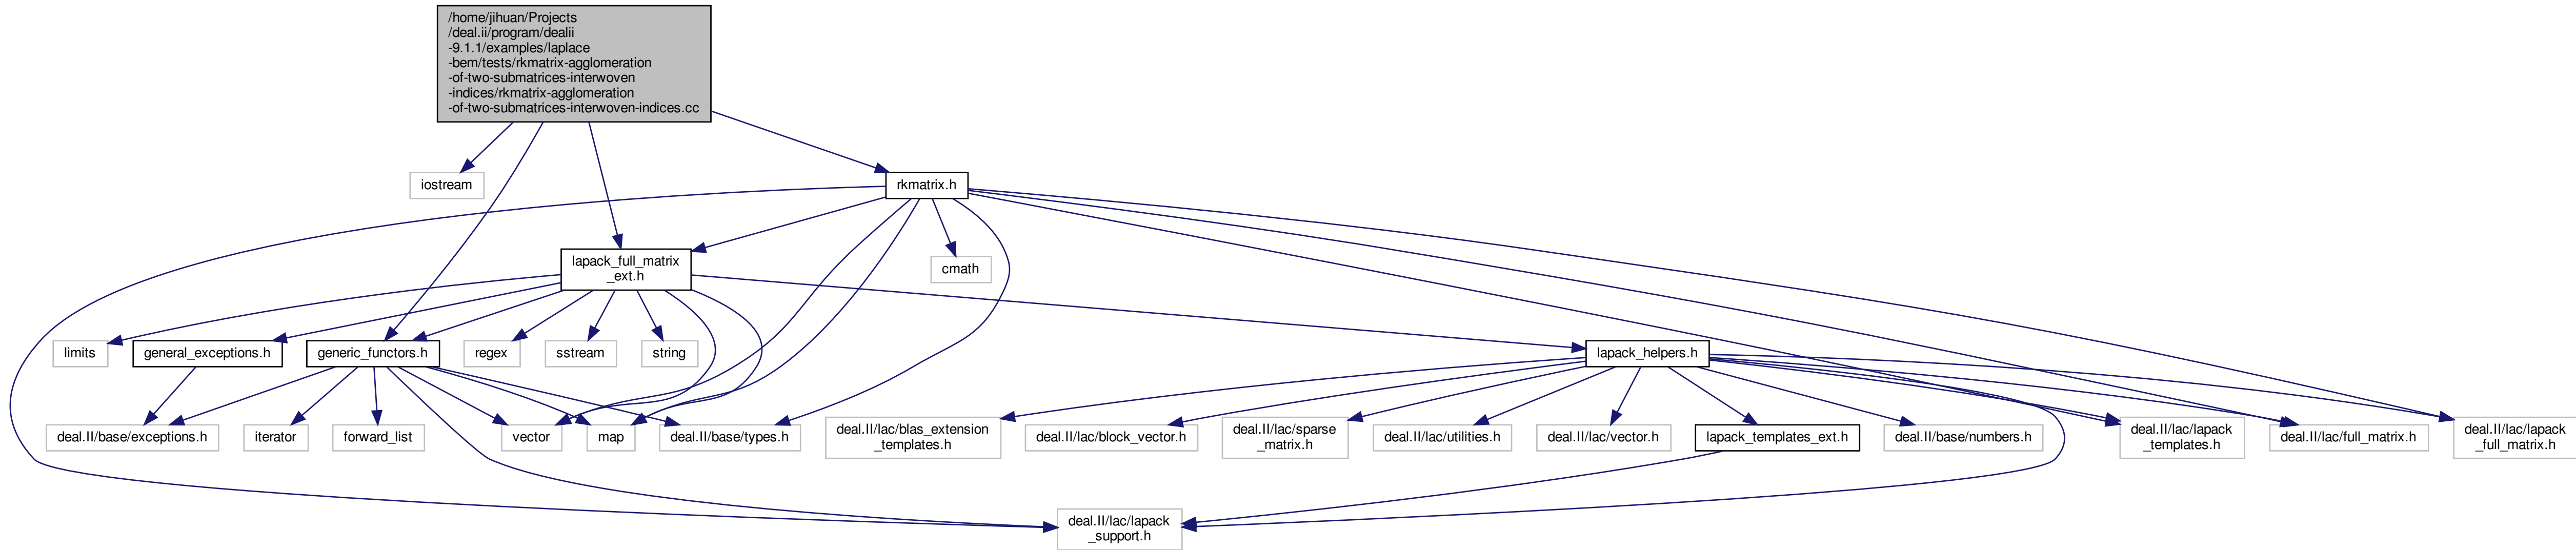 /home/jihuan/Projects
/deal.ii/program/dealii
-9.1.1/examples/laplace
-bem/tests/rkmatrix-agglomeration
-of-two-submatrices-interwoven
-indices/rkmatrix-agglomeration
-of-two-submatrices-interwoven-indices.cc
iostream
rkmatrix.h
lapack_full_matrix
_ext.h
cmath
limits
general_exceptions.h
generic_functors.h
regex
sstream
string
lapack_helpers.h
deal.II/base/exceptions.h
iterator
forward_list
vector
map
deal.II/base/types.h
deal.II/lac/blas_extension
_templates.h
deal.II/lac/block_vector.h
deal.II/lac/sparse
_matrix.h
deal.II/lac/utilities.h
deal.II/lac/vector.h
lapack_templates_ext.h
deal.II/base/numbers.h
deal.II/lac/lapack
_templates.h
deal.II/lac/full_matrix.h
deal.II/lac/lapack
_full_matrix.h
deal.II/lac/lapack
_support.h